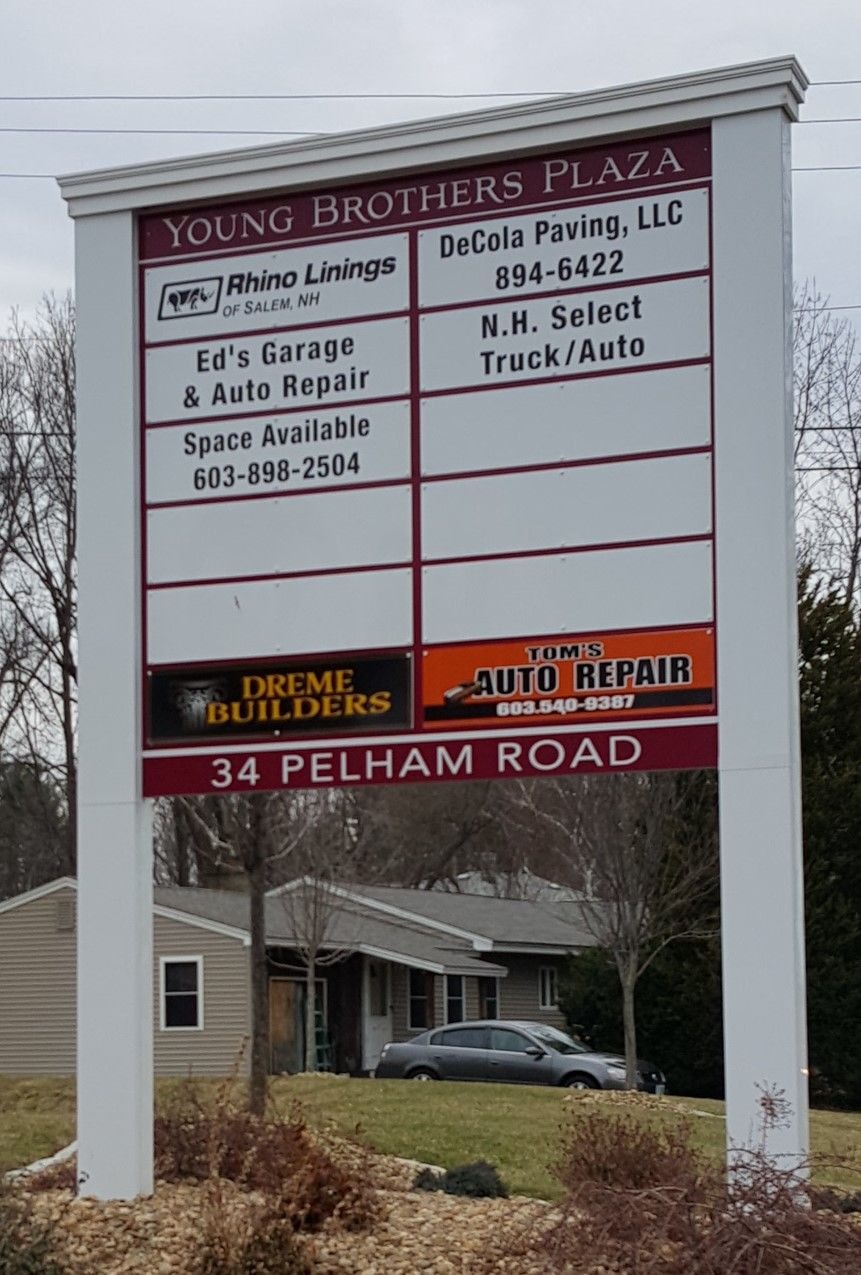 YOUNG BROTHERS PLAZA
Rhino Linings
OF SALEM, NH
DeCola Paving, LLC
894-6422
Ed's Garage
& Auto Repair
N.H. Select
Truck/Auto
Space Available
603-898-2504
DREME
BUILDERS
TOM'S
AUTO REPAIR
603.540-9387
34 PELHAM ROAD